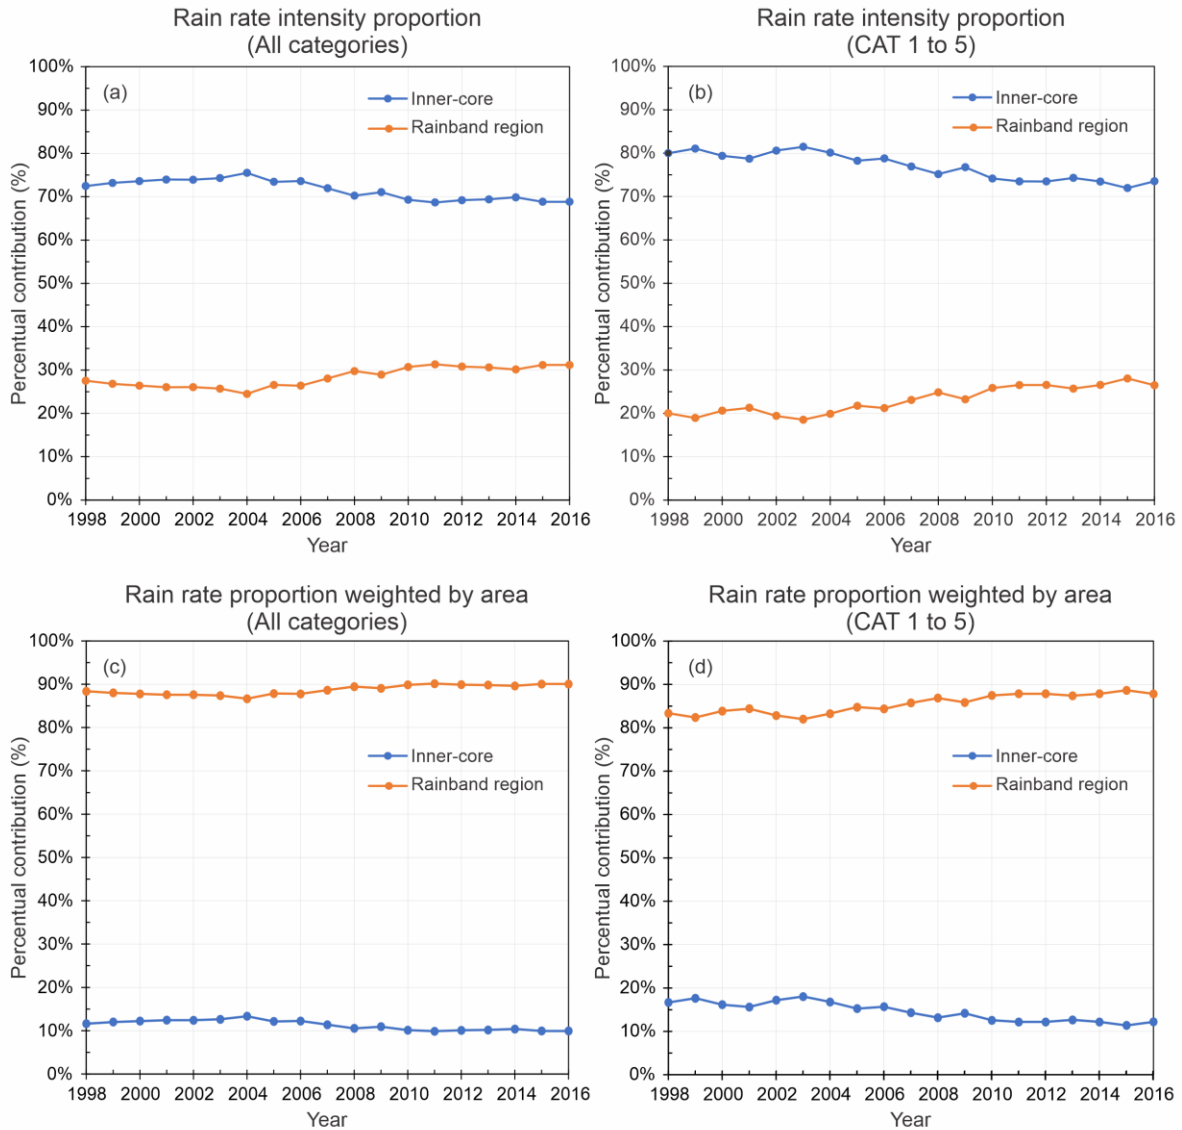 Rain rate intensity proportion
(All categories)
100%
90%
80%
70%
60%
50%
40%
30%
20%
10%
0%
(a)
Inner-core
Rainband region
Percentual contribution (%)
1998 2000 2002 2004 2006 2008 2010 2012 2014 2016
Year
Rain rate intensity proportion
(CAT 1 to 5)
100%
90%
80%
70%
60%
50%
40%
30%
20%
10%
0%
(b)
Inner-core
Rainband region
Percentual contribution (%)
1998 2000 2002 2004 2006 2008 2010 2012 2014 2016
Year
Rain rate proportion weighted by area
(All categories)
100%
90%
80%
70%
60%
50%
40%
30%
20%
10%
0%
(c)
Inner-core
Rainband region
Percentual contribution (%)
1998 2000 2002 2004 2006 2008 2010 2012 2014 2016
Year
Rain rate proportion weighted by area
(CAT 1 to 5)
100%
90%
80%
70%
60%
50%
40%
30%
20%
10%
0%
(d)
Inner-core
Rainband region
Percentual contribution (%)
1998 2000 2002 2004 2006 2008 2010 2012 2014 2016
Year